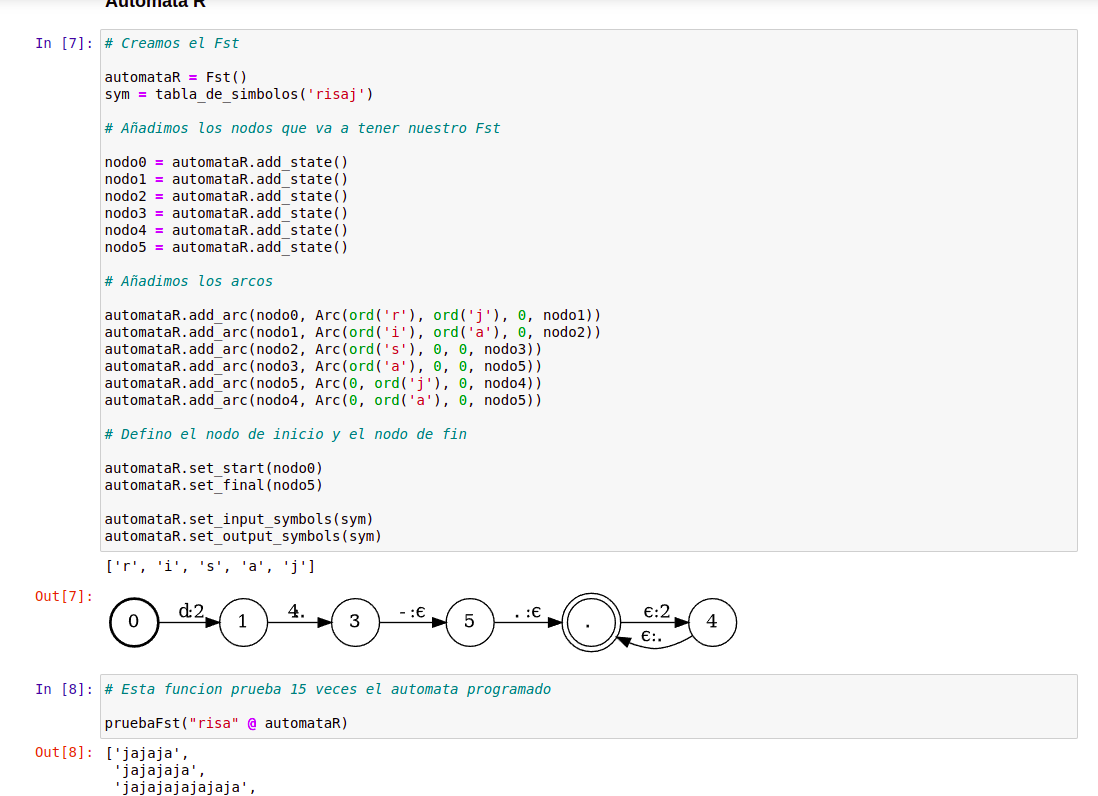 Automata R
In [7]: # Creamos el Fst
automataR = Fst()
sym = tabla_de_simbolos('risaj')
# Añadimos los nodos que va a tener nuestro Fst
nodo0 = automataR.add_state()
nodo1 = automataR.add_state()
nodo2 = automataR.add_state()
nodo3 = automataR.add_state()
nodo4 = automataR.add_state()
nodo5 = automataR.add_state()
# Añadimos los arcos
automataR.add_arc(nodo0, Arc(ord('r'), ord('j'), 0, nodo1))
automataR.add_arc(nodo1, Arc(ord('i'), ord('a'), 0, nodo2))
automataR.add_arc(nodo2, Arc(ord('s'), 0, 0, nodo3))
automataR.add_arc(nodo3, Arc(ord('a'), 0, 0, nodo5))
automataR.add_arc(nodo5, Arc(0, ord('j'), 0, nodo4))
automataR.add_arc(nodo4, Arc(0, ord('a'), 0, nodo5))
# Defino el nodo de inicio y el nodo de fin
automataR.set_start(nodo0)
automataR.set_final(nodo5)
automataR.set_input_symbols(sym)
automataR.set_output_symbols(sym)
['r', 'i', 's', 'a', 'j']
Out[7]:
0 d:2 1 4. 3 - :ϵ 5 . :ϵ . ϵ:2 4
ϵ:.
In [8]: # Esta funcion prueba 15 veces el automata programado
pruebaFst("risa" @ automataR)
Out[8]: ['jajaja',
'jajajaja',
'jajajajajajaja',